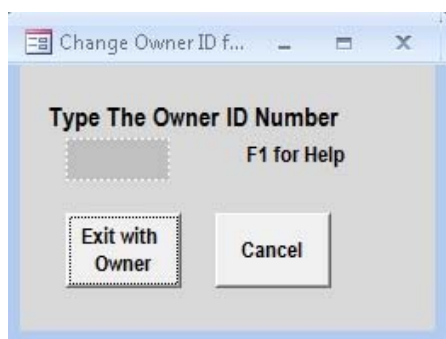 Change Owner ID f...
Type The Owner ID Number
F1 for Help
Exit with
Owner
Cancel